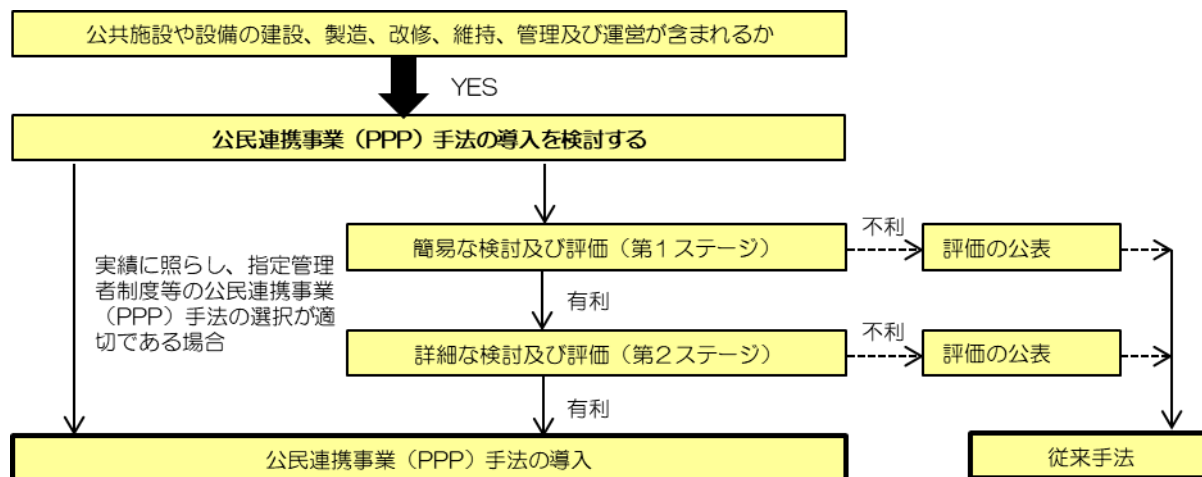 公共施設や設備の建設、製造、改修、維持、管理及び運営が含まれるか
YES
公民連携事業（PPP）手法の導入を検討する
簡易な検討及び評価（第１ステージ）
不利
評価の公表
実績に照らし、指定管理
者制度等の公民連携事業
（PPP）手法の選択が適
切である場合
有利
詳細な検討及び評価（第２ステージ）
不利
評価の公表
有利
公民連携事業（PPP）手法の導入
従来手法